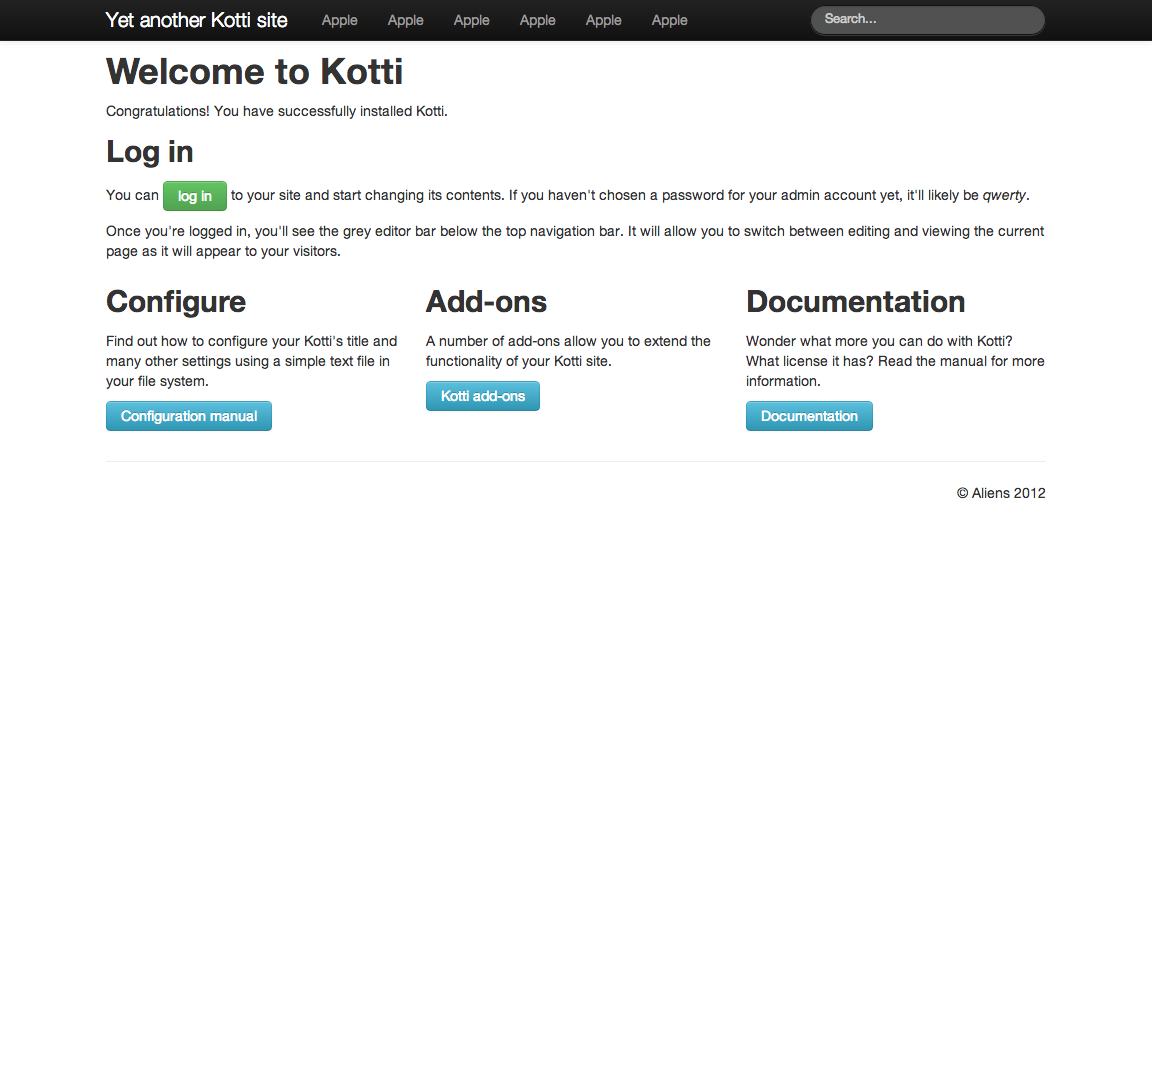 Yet another Kotti site Apple Apple Apple Apple Apple Apple Search...
Welcome to Kotti
Congratulations! You have successfully installed Kotti.
Log in
You can log in to your site and start changing its contents. If you haven't chosen a password for your admin account yet, it'll likely be qwerty.
Once you're logged in, you'll see the grey editor bar below the top navigation bar. It will allow you to switch between editing and viewing the current
page as it will appear to your visitors.
Configure
Find out how to configure your Kotti's title and
many other settings using a simple text file in
your file system.
Configuration manual
Add-ons
A number of add-ons allow you to extend the
functionality of your Kotti site.
Kotti add-ons
Documentation
Wonder what more you can do with Kotti?
What license it has? Read the manual for more
information.
Documentation
© Aliens 2012